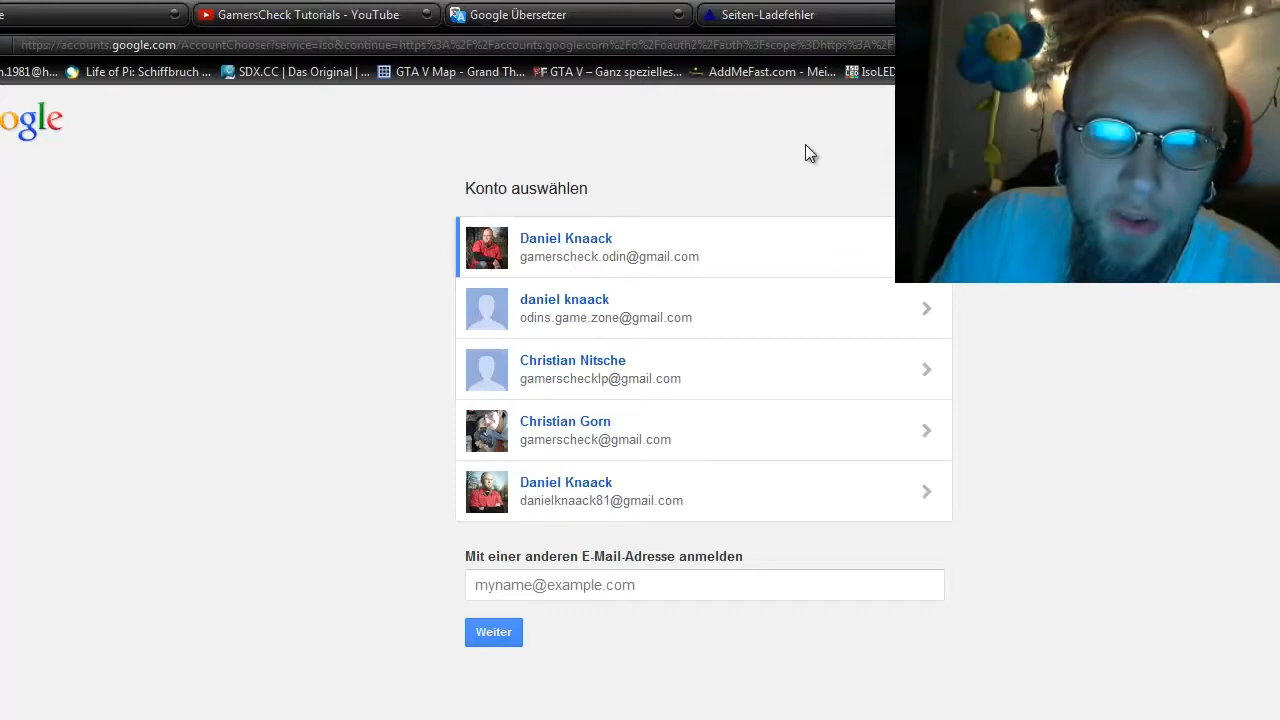 e
GamersCheck Tutorials - YouTube
Google Übersetzer
Seiten-Ladefehler
https://accounts.google.com/AccountChooser?service=lso&continue=https%3A%2F%2Faccounts.google.com%2Fo%2Foauth2%2Fauth%3Fscope%3Dhttps%3A%2F
n.1981@h...
Life of Pi: Schiffbruch ...
SDX.CC | Das Original | ...
GTA V Map - Grand Th...
GTA V – Ganz spezielles...
AddMeFast.com - Mei...
IsoLED
ogle
Konto auswählen
Daniel Knaack
gamerscheck.odin@gmail.com
daniel knaack
odins.game.zone@gmail.com
Christian Nitsche
gamerschecklp@gmail.com
Christian Gorn
gamerscheck@gmail.com
Daniel Knaack
danielknaack81@gmail.com
Mit einer anderen E-Mail-Adresse anmelden
myname@example.com
Weiter